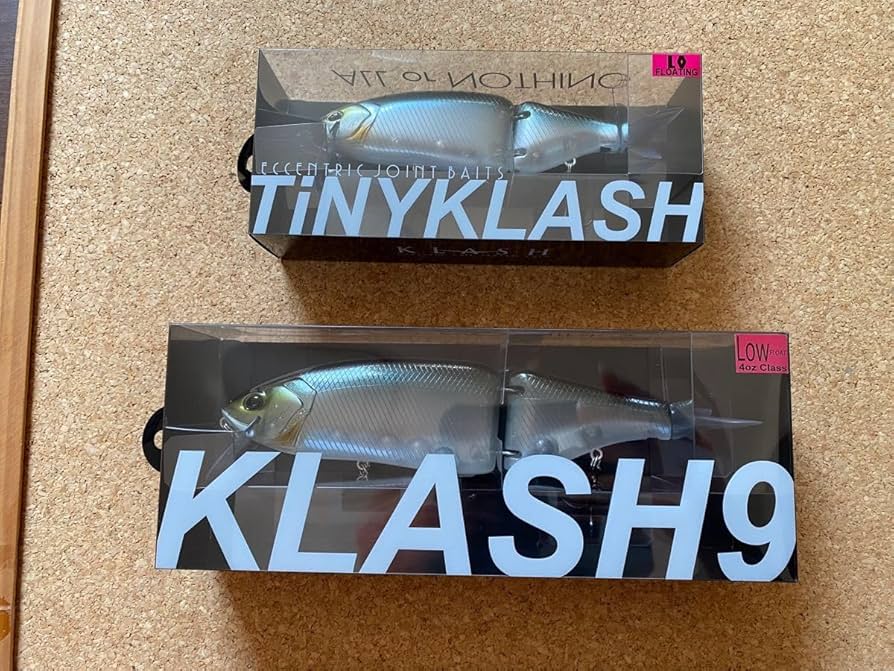 ALL OR NOTHING
LO
FLOATING
ECCENTRIC JOINT BAITS
TiNYKLASH
KLASH
LOW FLOAT
4oz Class
KLASH9